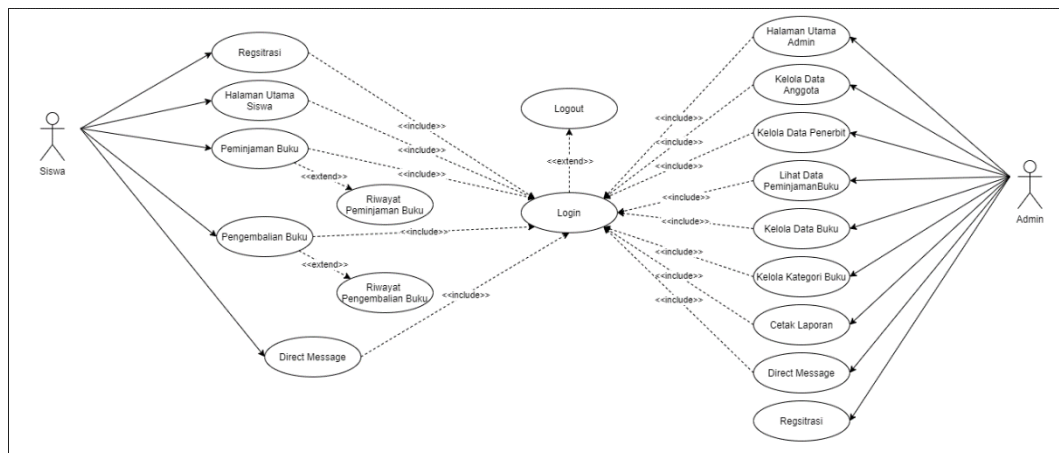 Regsitrasi
Halaman Utama
Siswa
Peminjaman Buku
Siswa
<<include>>
<<include>>
<<include>>
<<extend>>
Riwayat
Peminjaman Buku
Pengembalian Buku
<<include>>
<<extend>>
Riwayat
Pengembalian Buku
<<include>>
Direct Message
Logout
<<extend>>
Login
Halaman Utama
Admin
Kelola Data
Anggota
Kelola Data Penerbit
Lihat Data
PeminjamanBuku
Kelola Data Buku
Kelola Kategori Buku
Cetak Laporan
Direct Message
Regsitrasi
<<include>>
<<include>>
<<include>>
<<include>>
<<include>>
<<include>>
<<include>>
<<include>>
Admin